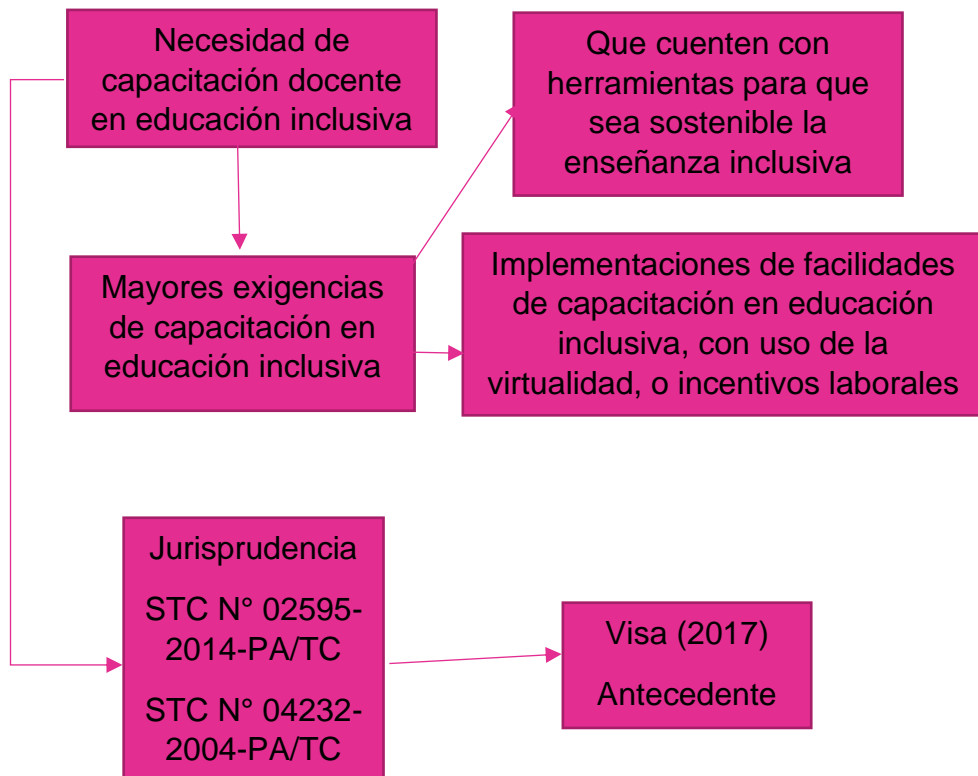 Necesidad de
capacitación docente
en educación inclusiva
Que cuenten con
herramientas para que
sea sostenible la
enseñanza inclusiva
Mayores exigencias
de capacitación en
educación inclusiva
Implementaciones de facilidades
de capacitación en educación
inclusiva, con uso de la
virtualidad, o incentivos laborales
Jurisprudencia
STC N° 02595-
2014-PA/TC
STC N° 04232-
2004-PA/TC
Visa (2017)
Antecedente